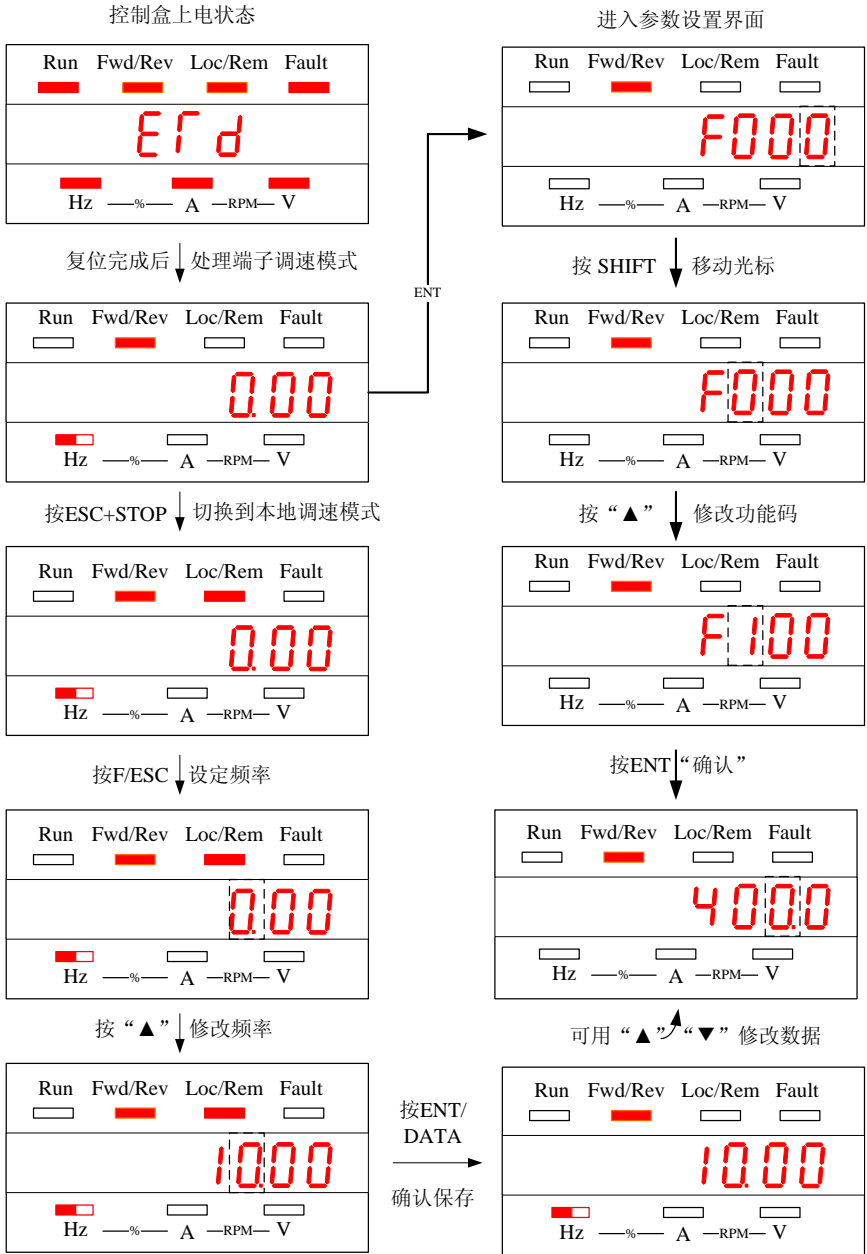 控制盒上电状态
Run Fwd/Rev Loc/Rem Fault
EГd
Hz —%— A —RPM— V
复位完成后 处理端子调速模式
Run Fwd/Rev Loc/Rem Fault
0.00
Hz —%— A —RPM— V
按ESC+STOP 切换到本地调速模式
Run Fwd/Rev Loc/Rem Fault
0.00
Hz —%— A —RPM— V
按F/ESC 设定频率
Run Fwd/Rev Loc/Rem Fault
0.00
Hz —%— A —RPM— V
按“▲” 修改频率
Run Fwd/Rev Loc/Rem Fault
10.00
Hz —%— A —RPM— V
按ENT/
DATA
确认保存
ENT
进入参数设置界面
Run Fwd/Rev Loc/Rem Fault
F000
Hz —%— A —RPM— V
按 SHIFT 移动光标
Run Fwd/Rev Loc/Rem Fault
F000
Hz —%— A —RPM— V
按“▲” 修改功能码
Run Fwd/Rev Loc/Rem Fault
F100
Hz —%— A —RPM— V
按ENT“确认”
Run Fwd/Rev Loc/Rem Fault
400.0
Hz —%— A —RPM— V
可用“▲”“▼”修改数据
Run Fwd/Rev Loc/Rem Fault
10.00
Hz —%— A —RPM— V